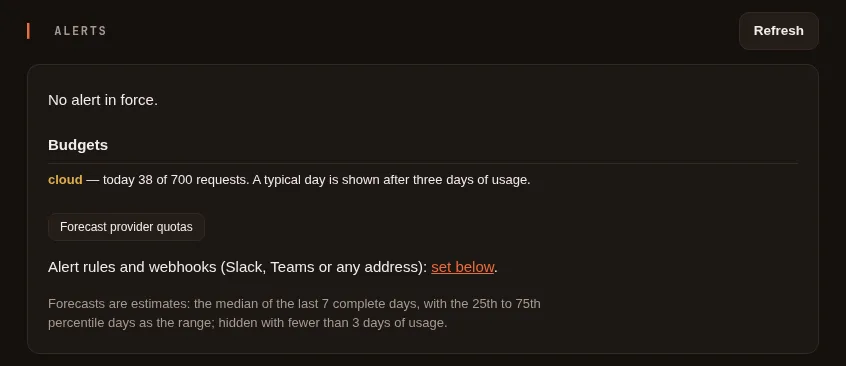 ALERTS
Refresh
No alert in force.
Budgets
cloud — today 38 of 700 requests. A typical day is shown after three days of usage.
Forecast provider quotas
Alert rules and webhooks (Slack, Teams or any address): set below.
Forecasts are estimates: the median of the last 7 complete days, with the 25th to 75th
percentile days as the range; hidden with fewer than 3 days of usage.